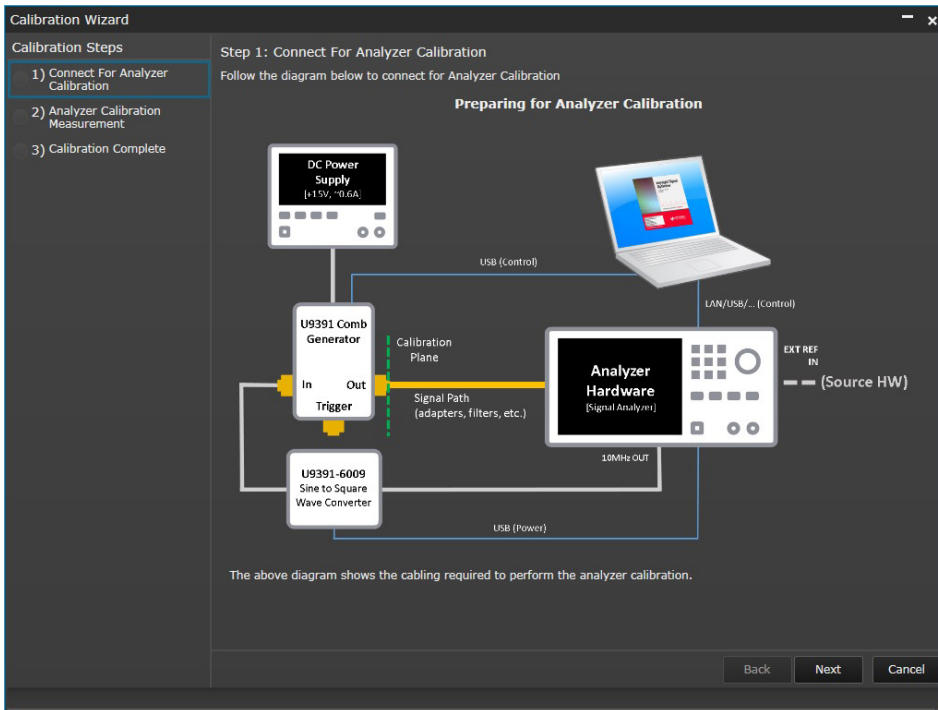 Calibration Wizard
Calibration Steps
1) Connect For Analyzer
Calibration
2) Analyzer Calibration
Measurement
3) Calibration Complete
Step 1: Connect For Analyzer Calibration
Follow the diagram below to connect for Analyzer Calibration
Preparing for Analyzer Calibration
DC Power
Supply
[+15V, ~0.6A]
USB (Control)
LAN/USB/... (Control)
U9391 Comb
Generator
In Out
Trigger
Calibration
Plane
Signal Path
(adapters, filters, etc.)
Analyzer
Hardware
[Signal Analyzer]
EXT REF
IN
(Source HW)
10MHz OUT
U9391-6009
Sine to Square
Wave Converter
USB (Power)
The above diagram shows the cabling required to perform the analyzer calibration.
Back
Next
Cancel